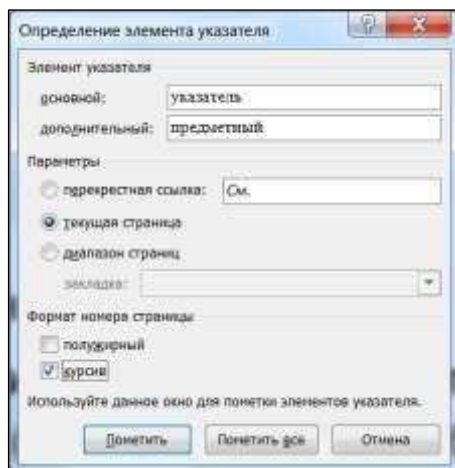 Определение элемента указателя
Элемент указателя
основной: указатель
дополнительный: предметный
Параметры
перекрестная ссылка: См.
текущая страница
диапазон страниц
закладка:
Формат номера страницы
полужирный
курсив
Используйте данное окно для пометки элементов указателя.
Пометить Пометить все Отмена